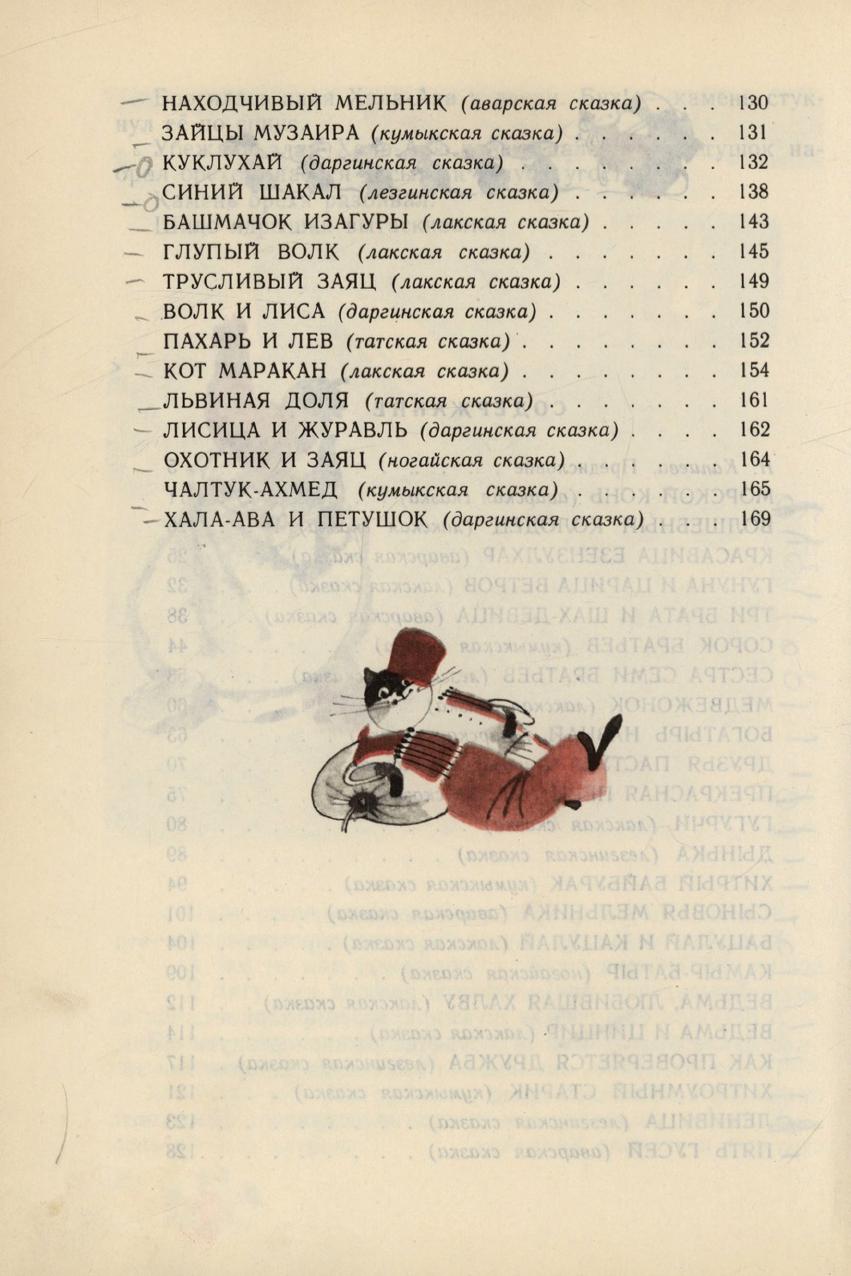 НАХОДЧИВЫЙ МЕЛЬНИК (аварская сказка) . . . 130
ЗАЙЦЫ МУЗАИРА (кумыкская сказка) . . . . . . 131
КУКЛУХАЙ (даргинская сказка) . . . . . . . . 132
СИНИЙ ШАКАЛ (лезгинская сказка) . . . . . . 138
БАШМАЧОК ИЗАГУРЫ (лакская сказка) . . . . . 143
ГЛУПЫЙ ВОЛК (лакская сказка) . . . . . . . 145
ТРУСЛИВЫЙ ЗАЯЦ (лакская сказка) . . . . . . 149
ВОЛК И ЛИСА (даргинская сказка) . . . . . . . 150
ПАХАРЬ И ЛЕВ (татская сказка) . . . . . . . . 152
КОТ МАРАКАН (лакская сказка) . . . . . . . . 154
ЛЬВИНАЯ ДОЛЯ (татская сказка) . . . . . . . 161
ЛИСИЦА И ЖУРАВЛЬ (даргинская сказка) . . . . 162
ОХОТНИК И ЗАЯЦ (ногайская сказка) . . . . . . 164
ЧАЛТУК-АХМЕД (кумыкская сказка) . . . . . . 165
ХАЛА-АВА И ПЕТУШОК (даргинская сказка) . . . 169